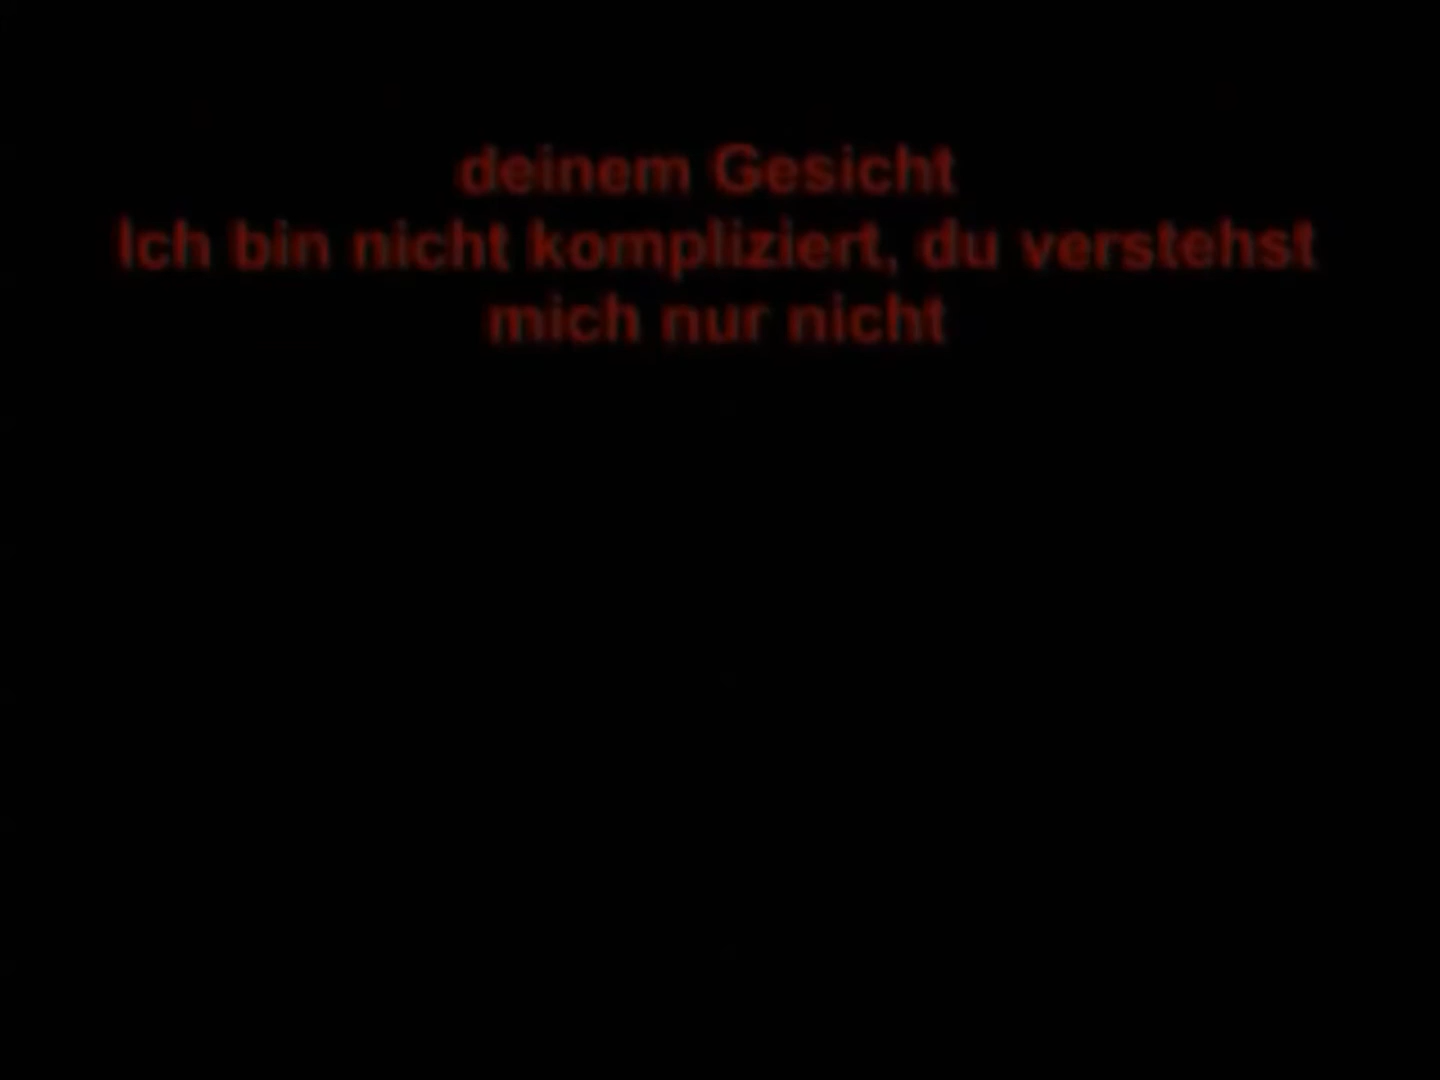 deinem Gesicht
Ich bin nicht kompliziert, du verstehst
mich nur nicht